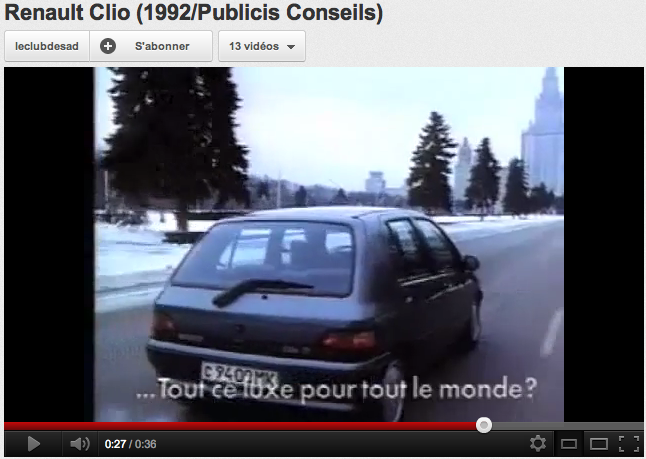 Renault Clio (1992/Publicis Conseils)
leclubdesad
S'abonner
13 vidéos
с9400МК
...Tout ce luxe pour tout le monde?
0:27 / 0:36